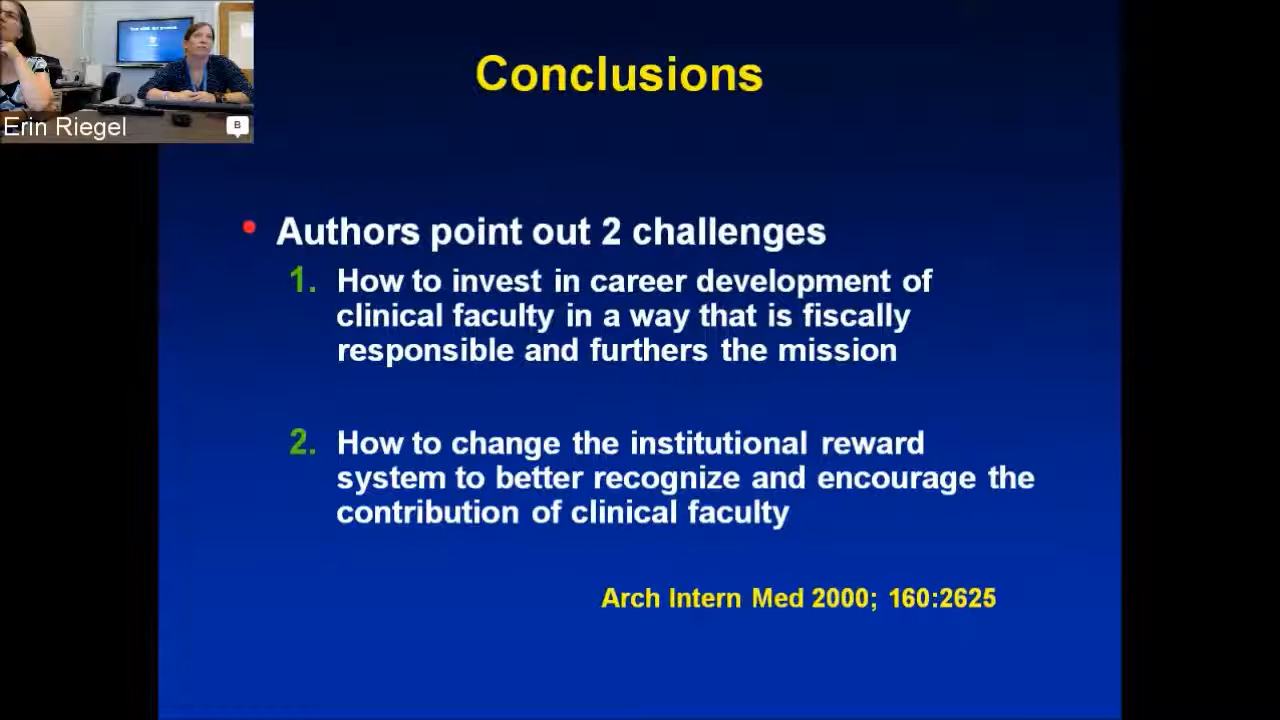 Erin Riegel
B
Conclusions
• Authors point out 2 challenges
1. How to invest in career development of
clinical faculty in a way that is fiscally
responsible and furthers the mission
2. How to change the institutional reward
system to better recognize and encourage the
contribution of clinical faculty
Arch Intern Med 2000; 160:2625